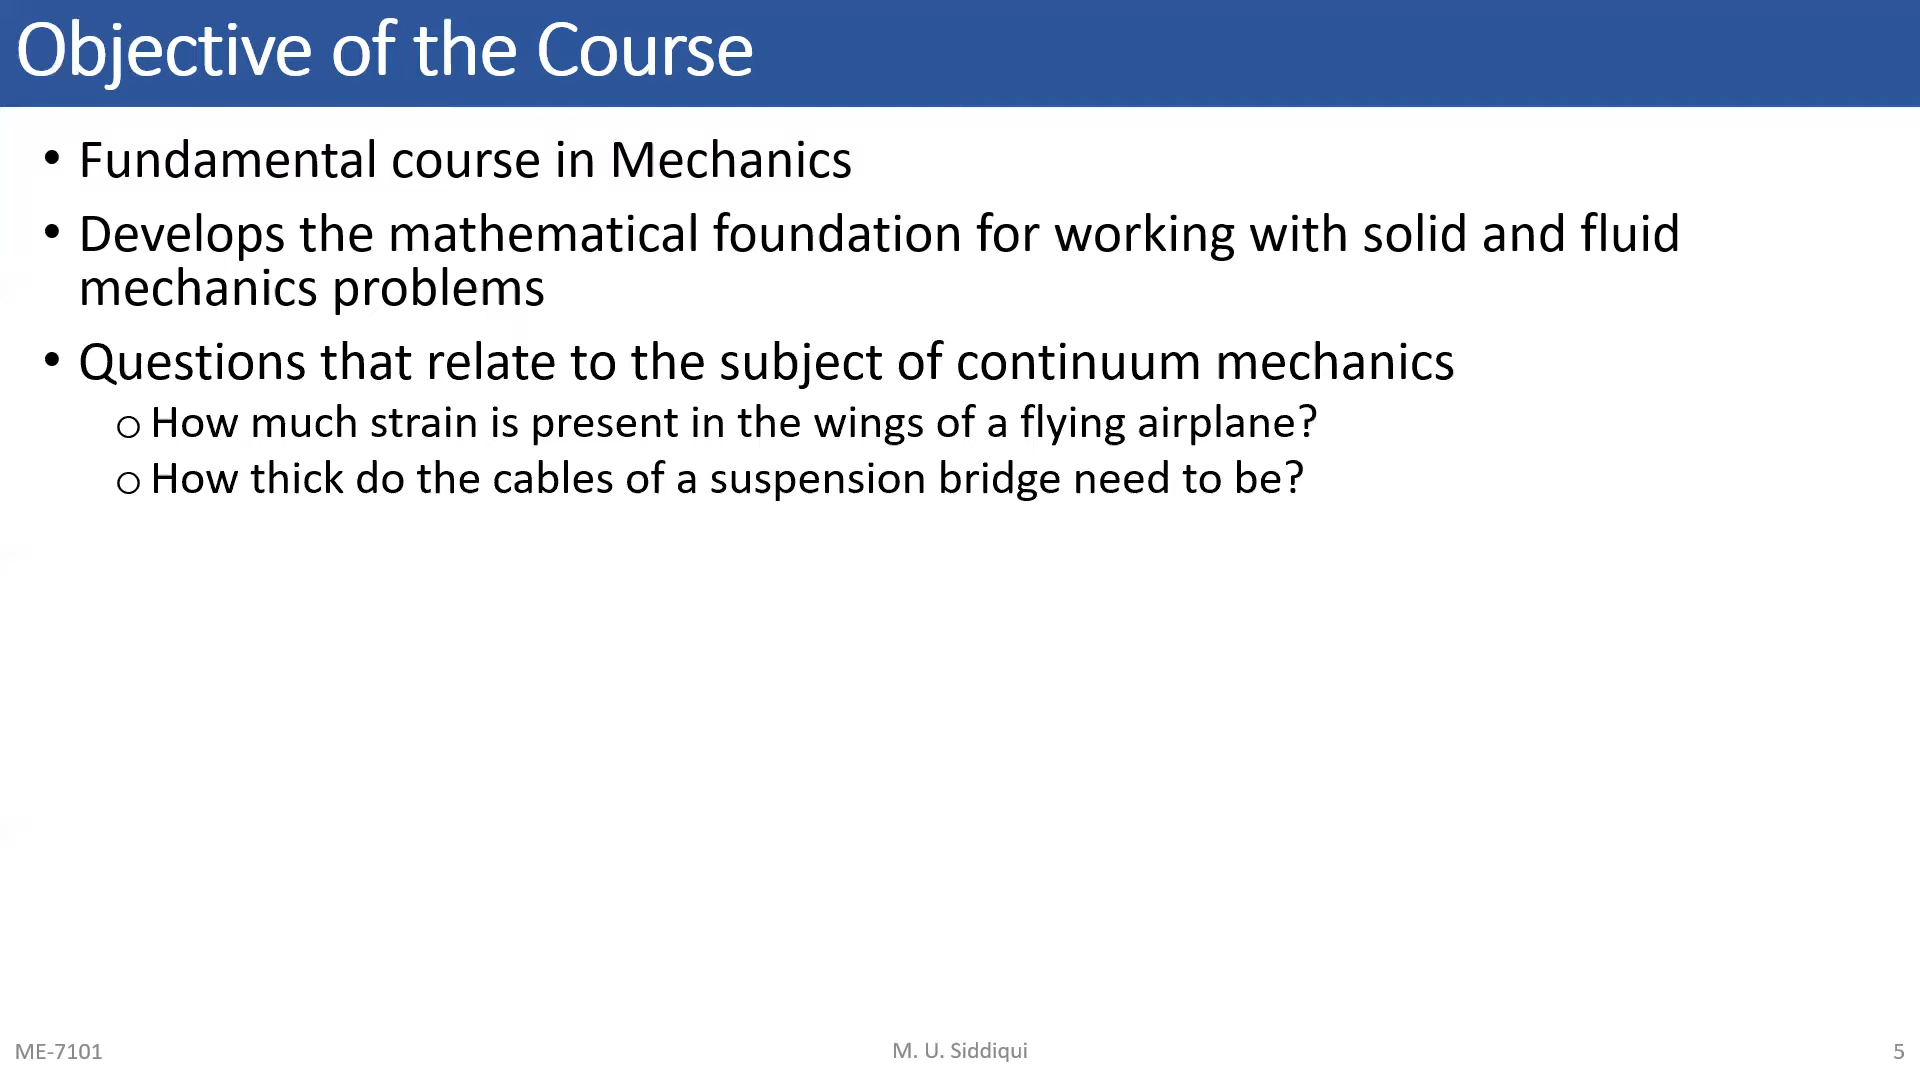 Objective of the Course
• Fundamental course in Mechanics
• Develops the mathematical foundation for working with solid and fluid
mechanics problems
• Questions that relate to the subject of continuum mechanics
o How much strain is present in the wings of a flying airplane?
o How thick do the cables of a suspension bridge need to be?
ME-7101
M. U. Siddiqui
5